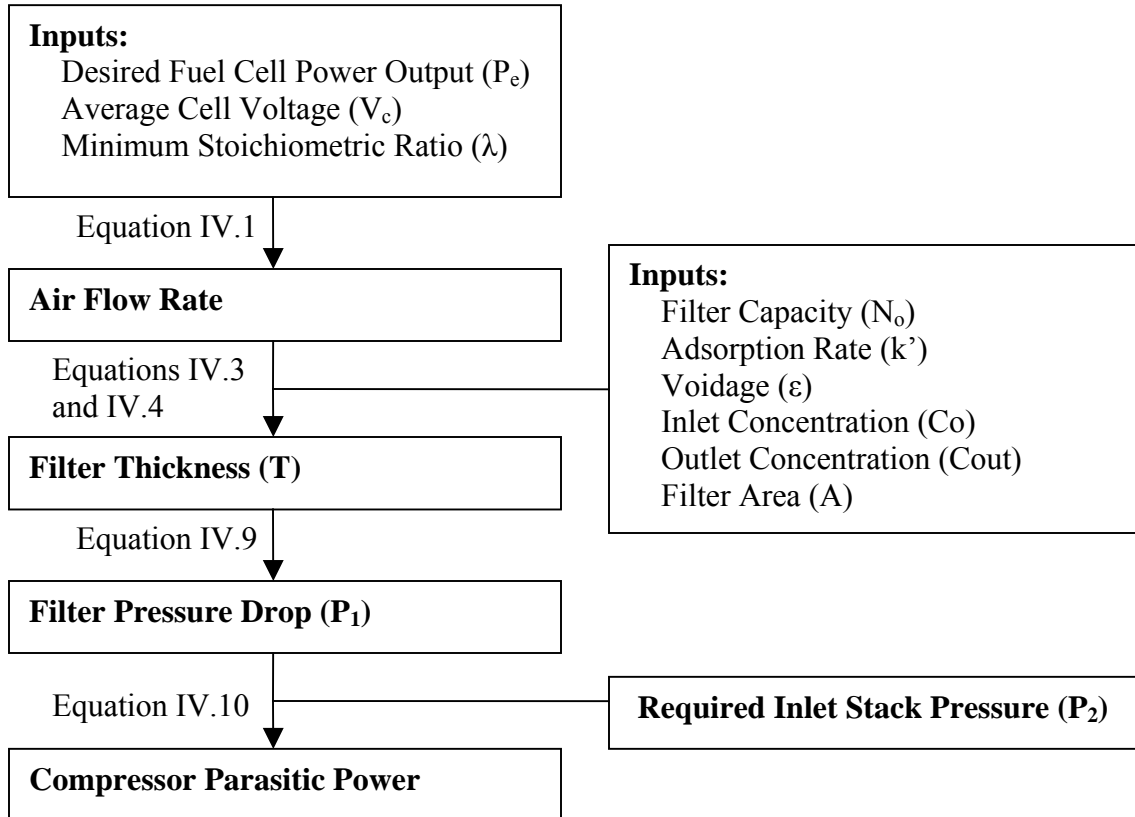 Inputs:
Desired Fuel Cell Power Output (Pₑ)
Average Cell Voltage (V_c)
Minimum Stoichiometric Ratio (λ)
Equation IV.1
Air Flow Rate
Inputs:
Filter Capacity (Nₒ)
Adsorption Rate (k’)
Voidage (ε)
Inlet Concentration (Co)
Outlet Concentration (Cout)
Filter Area (A)
Equations IV.3
and IV.4
Filter Thickness (T)
Equation IV.9
Filter Pressure Drop (P₁)
Equation IV.10
Required Inlet Stack Pressure (P₂)
Compressor Parasitic Power